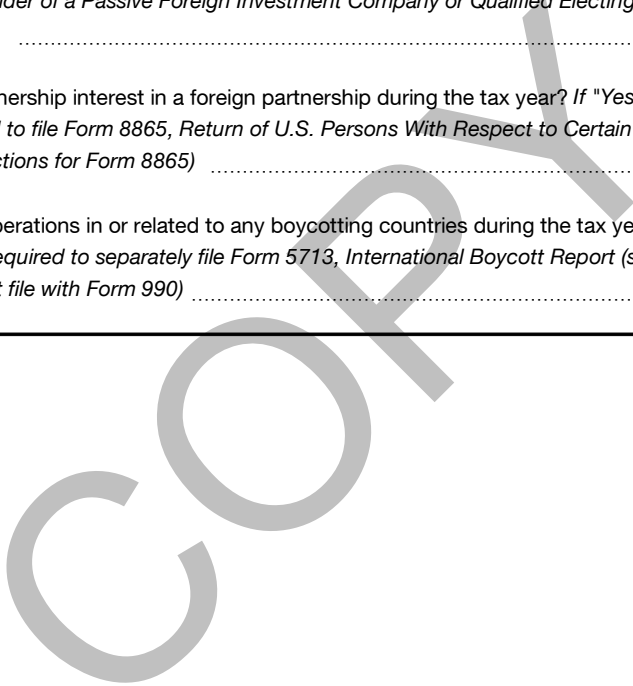 der of a Passive Foreign Investment Company or Qualified Electing
nership interest in a foreign partnership during the tax year? If "Yes
to file Form 8865, Return of U.S. Persons With Respect to Certain
ctions for Form 8865)
perations in or related to any boycotting countries during the tax ye
equired to separately file Form 5713, International Boycott Report (s
t file with Form 990)
COPY